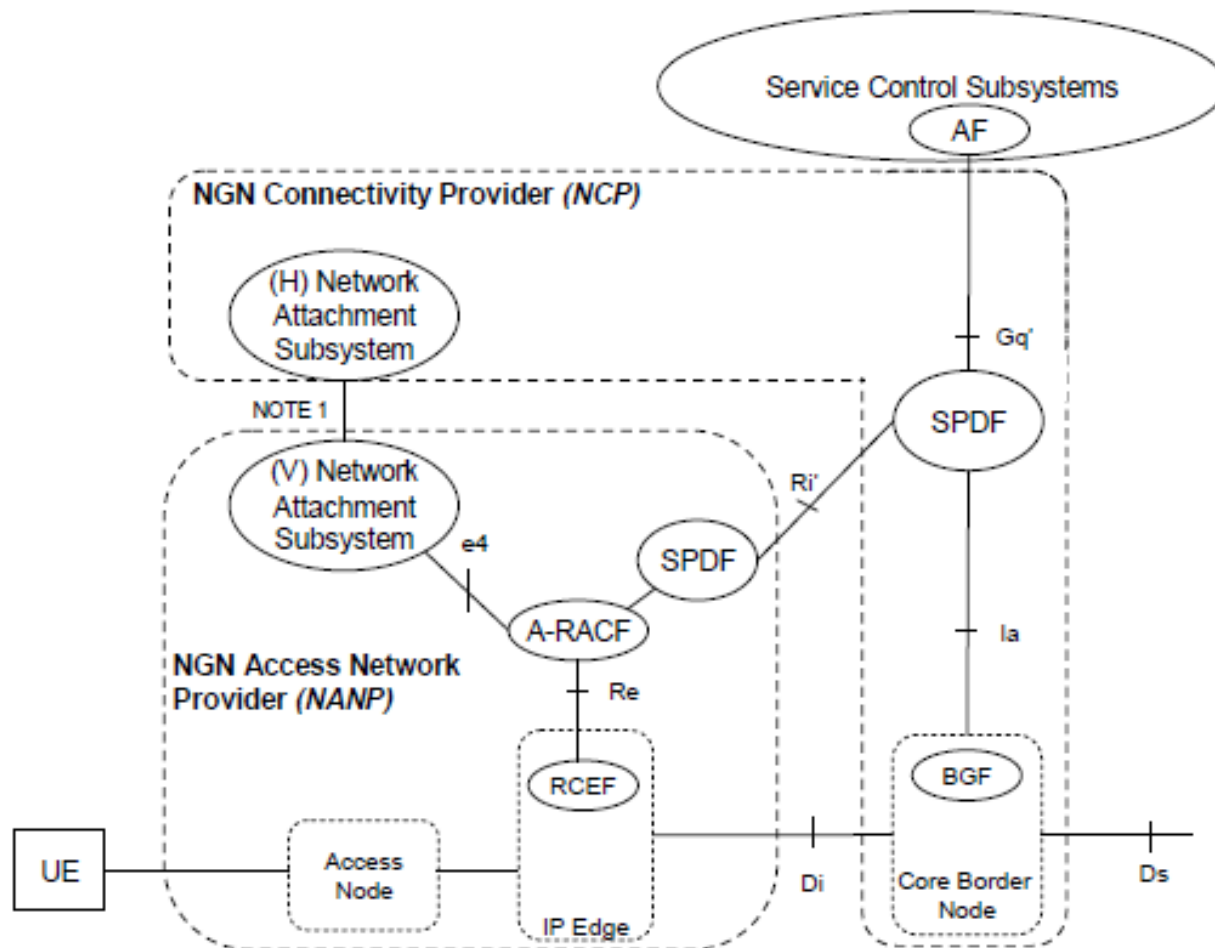 Service Control Subsystems
AF
NGN Connectivity Provider (NCP)
(H) Network
Attachment
Subsystem
Gq'
NOTE 1
SPDF
(V) Network
Attachment
Subsystem
Ri'
e4
SPDF
A-RACF
Ia
NGN Access Network
Provider (NANP)
Re
RCEF
BGF
UE
Access
Node
Di
Core Border
Node
Ds
IP Edge